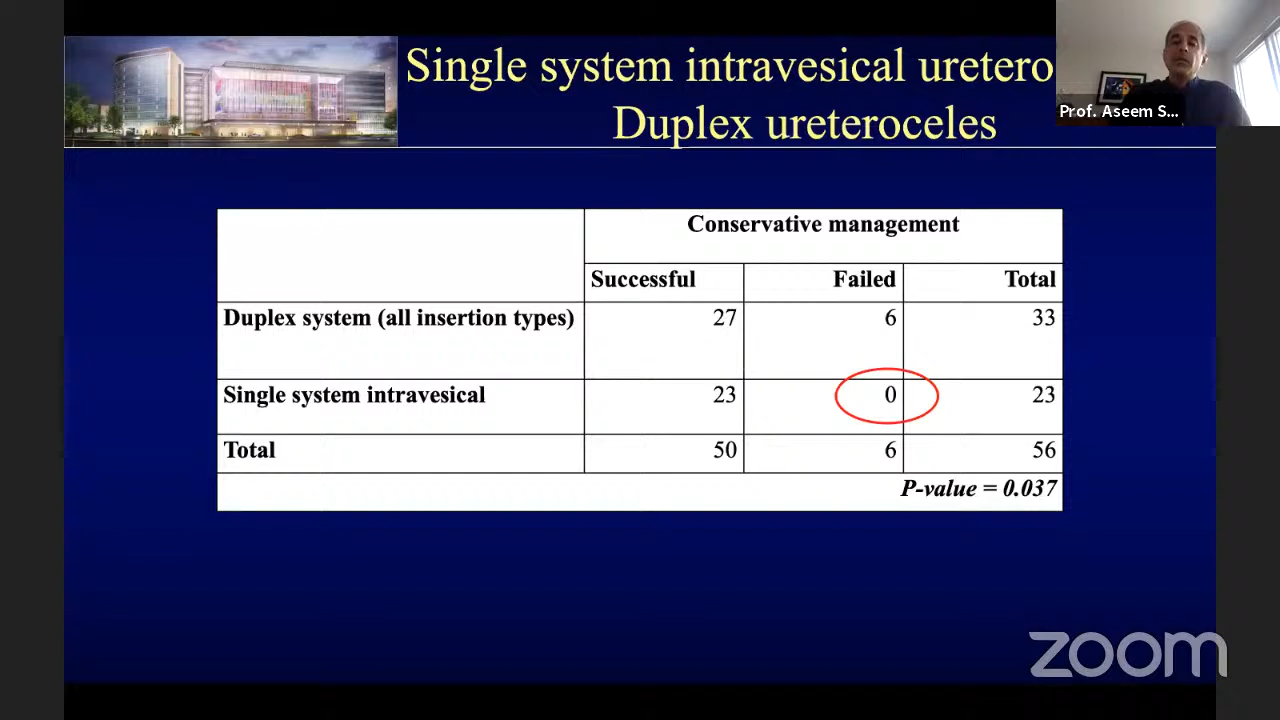 Single system intravesical uretero
Duplex ureteroceles
Prof. Aseem S...
Conservative management
Successful Failed Total
Duplex system (all insertion types) 27 6 33
Single system intravesical 23 0 23
Total 50 6 56
P-value = 0.037
zoom